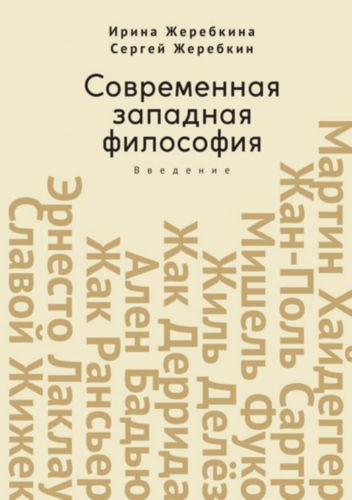 Ирина Жеребкина
Сергей Жеребкин
Современная
западная
философия
Введение
Мартин Хайдеггер
Жан-Поль Сартр
Мишель Фуко
Жиль Делёз
Жак Деррида
Ален Бадью
Жак Рансьер
Эрнесто Лаклау
Славой Жижек